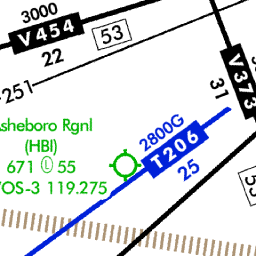 3000
V454
22
53
-251
V373
31
sheboro Rgnl
(HBI)
671 Ⓛ 55
OS-3 119.275
2800G
T206
25